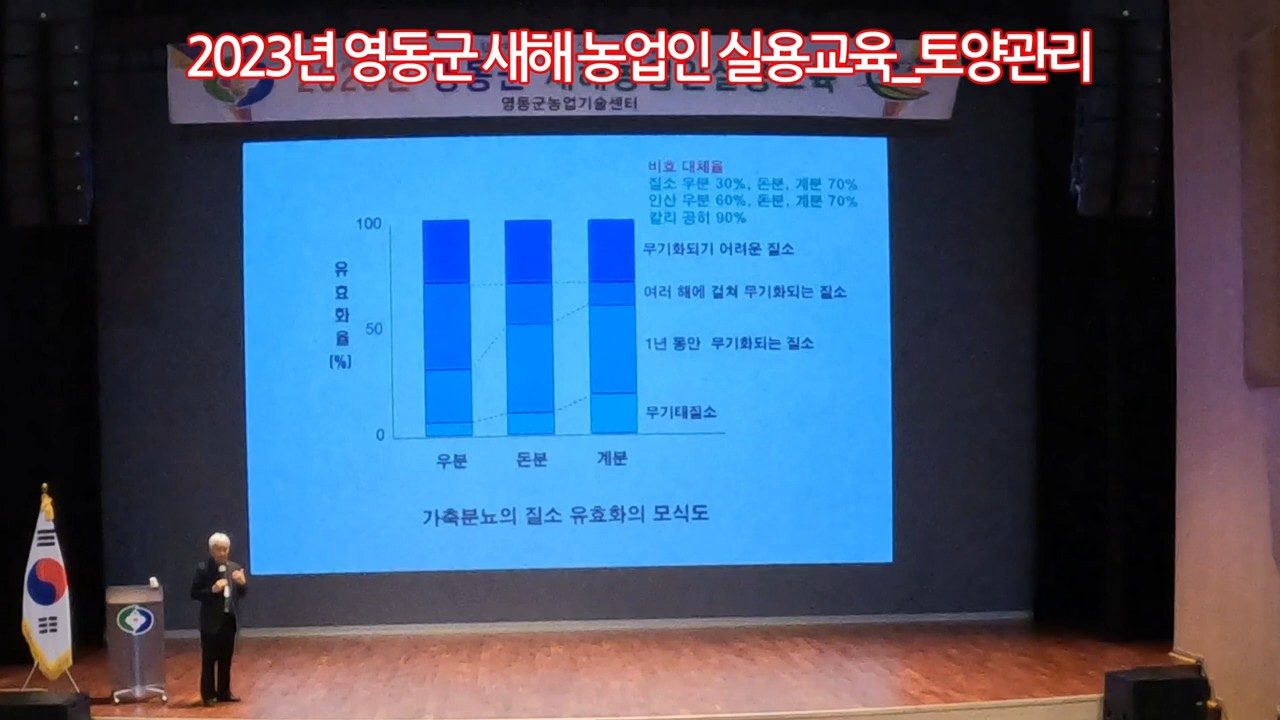 2023년 영동군 새해 농업인 실용교육_토양관리
영동군농업기술센터
비효 대체율
질소 우분 30%, 돈분, 계분 70%
인산 우분 60%, 돈분, 계분 70%
칼리 공히 90%
무기화되기 어려운 질소
여러 해에 걸쳐 무기화되는 질소
1년 동안 무기화되는 질소
무기태질소
유효화율(%)
100
50
0
우분 돈분 계분
가축분뇨의 질소 유효화의 모식도